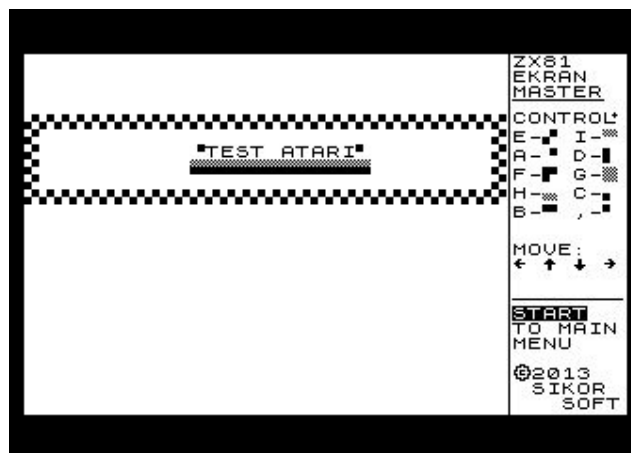 TEST ATARI
ZX81
EKRAN
MASTER
CONTROL+
E- I-
A- D-
F- G-
H- C-
B- ,-
MOVE:
← ↑ ↓ →
START
TO MAIN
MENU
©2013
SIKOR
SOFT